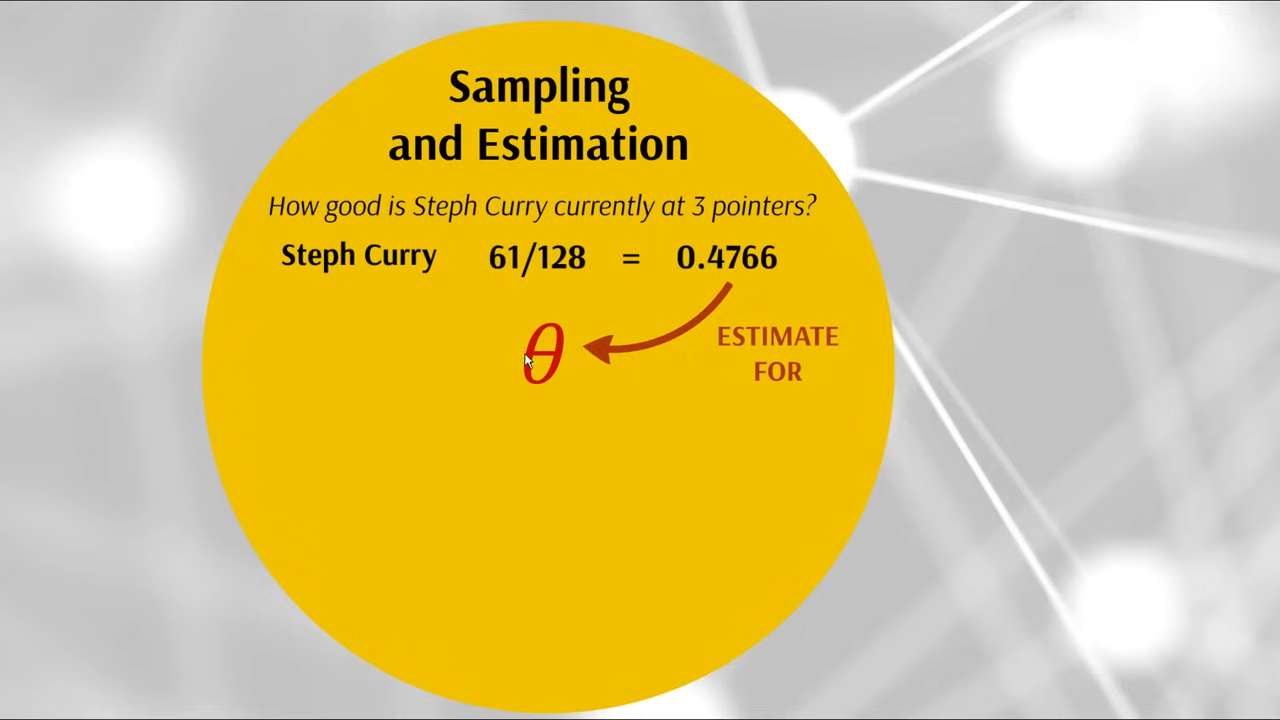 Sampling
and Estimation
How good is Steph Curry currently at 3 pointers?
Steph Curry 61/128 = 0.4766
θ
ESTIMATE
FOR